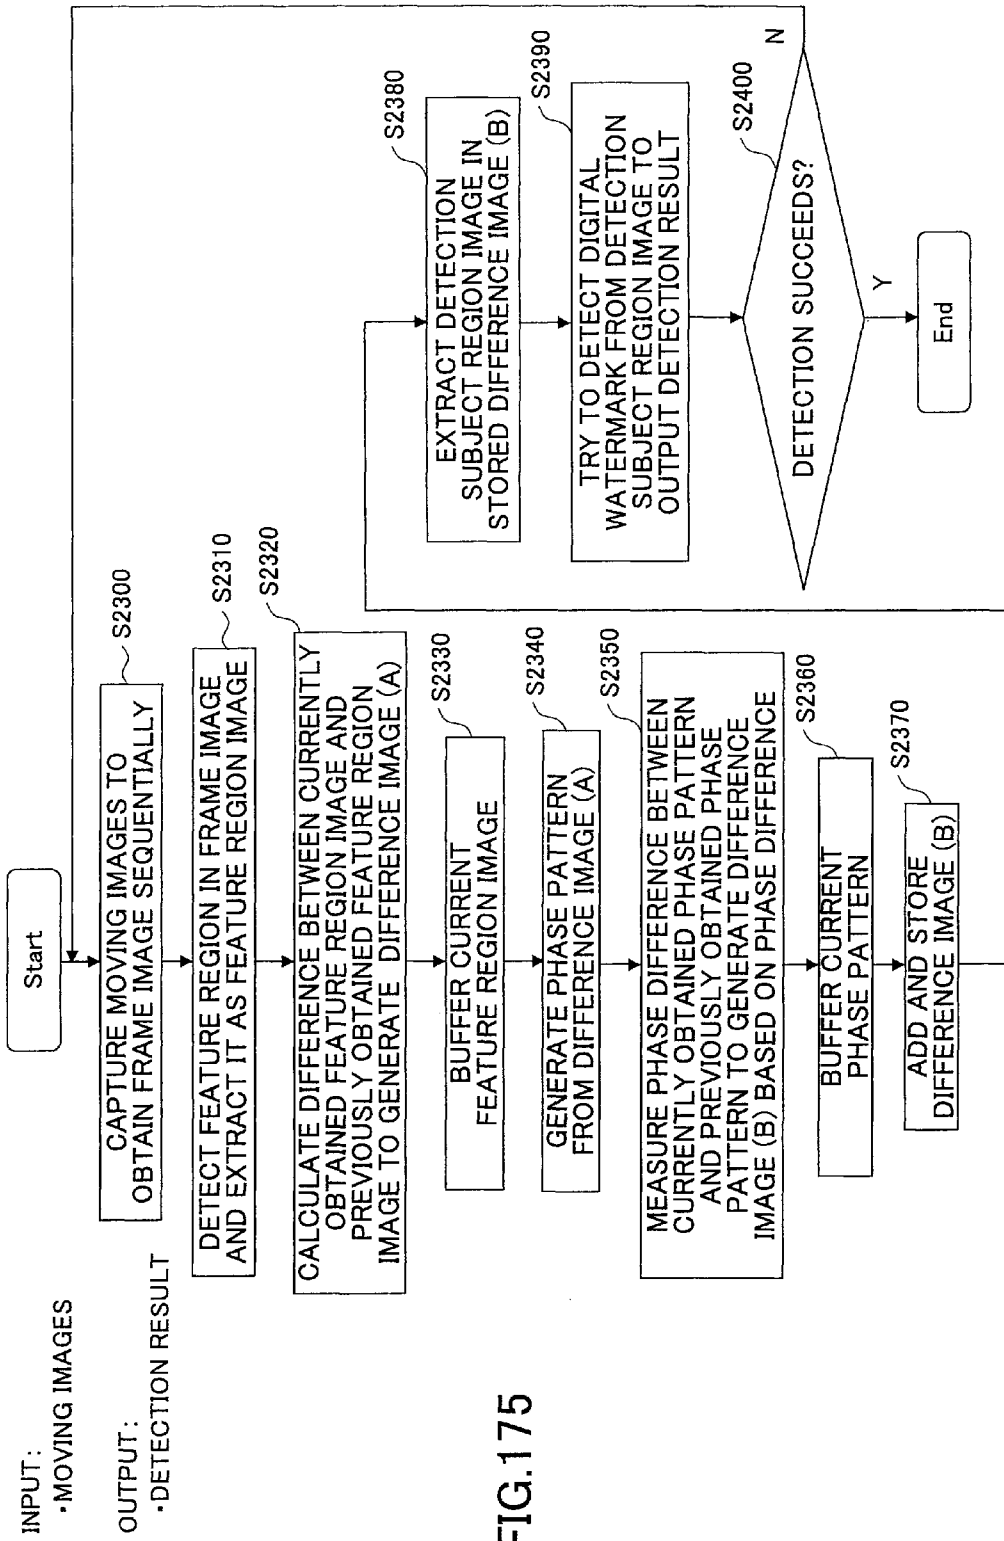 INPUT:
・MOVING IMAGES
OUTPUT:
・DETECTION RESULT
FIG.175
Start
CAPTURE MOVING IMAGES TO
OBTAIN FRAME IMAGE SEQUENTIALLY
S2300
DETECT FEATURE REGION IN FRAME IMAGE
AND EXTRACT IT AS FEATURE REGION IMAGE
S2310
CALCULATE DIFFERENCE BETWEEN CURRENTLY
OBTAINED FEATURE REGION IMAGE AND
PREVIOUSLY OBTAINED FEATURE REGION
IMAGE TO GENERATE DIFFERENCE IMAGE (A)
S2320
BUFFER CURRENT
FEATURE REGION IMAGE
S2330
GENERATE PHASE PATTERN
FROM DIFFERENCE IMAGE (A)
S2340
MEASURE PHASE DIFFERENCE BETWEEN
CURRENTLY OBTAINED PHASE PATTERN
AND PREVIOUSLY OBTAINED PHASE
PATTERN TO GENERATE DIFFERENCE
IMAGE (B) BASED ON PHASE DIFFERENCE
S2350
BUFFER CURRENT
PHASE PATTERN
S2360
ADD AND STORE
DIFFERENCE IMAGE (B)
S2370
EXTRACT DETECTION
SUBJECT REGION IMAGE IN
STORED DIFFERENCE IMAGE (B)
S2380
TRY TO DETECT DIGITAL
WATERMARK FROM DETECTION
SUBJECT REGION IMAGE TO
OUTPUT DETECTION RESULT
S2390
DETECTION SUCCEEDS?
S2400
N
Y
End